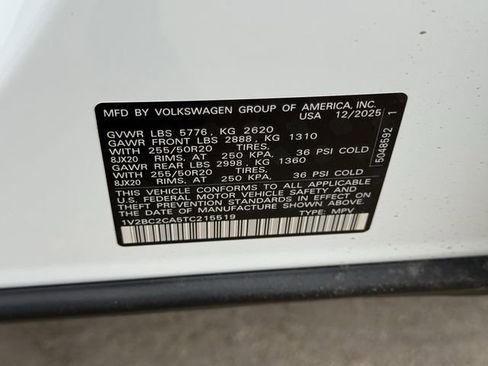 MFD BY VOLKSWAGEN GROUP OF AMERICA, INC.
USA 12/2025
GVWR LBS 5776, KG 2620
GAWR FRONT LBS 2888, KG 1310
WITH 255/50R20 TIRES,
8JX20 RIMS, AT 250 KPA, 36 PSI COLD
GAWR REAR LBS 2998, KG 1360
WITH 255/50R20 TIRES,
8JX20 RIMS, AT 250 KPA, 36 PSI COLD
THIS VEHICLE CONFORMS TO ALL APPLICABLE
U.S. FEDERAL MOTOR VEHICLE SAFETY AND
THEFT PREVENTION STANDARDS IN EFFECT ON
THE DATE OF MANUFACTURE SHOWN ABOVE.
1V2BC2CA5TC215519 TYPE: MPV
5048592 1